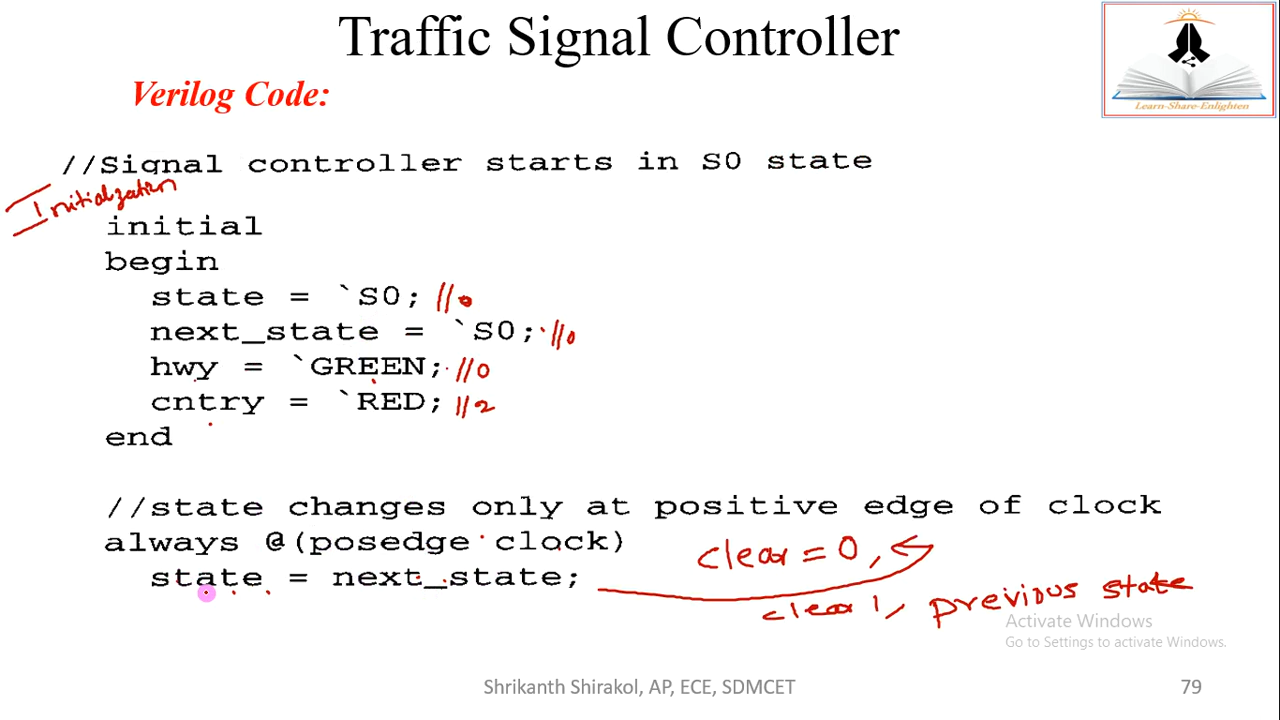 Traffic Signal Controller
Verilog Code:
Learn-Share-Enlighten
//Signal controller starts in S0 state
Initialization
initial
begin
state = `S0; //0
next_state = `S0; //0
hwy = `GREEN; //0
cntry = `RED; //2
end
//state changes only at positive edge of clock
always @(posedge clock)
clear = 0,
state = next_state;
clear 1, previous state
Activate Windows
Go to Settings to activate Windows.
Shrikanth Shirakol, AP, ECE, SDMCET
79